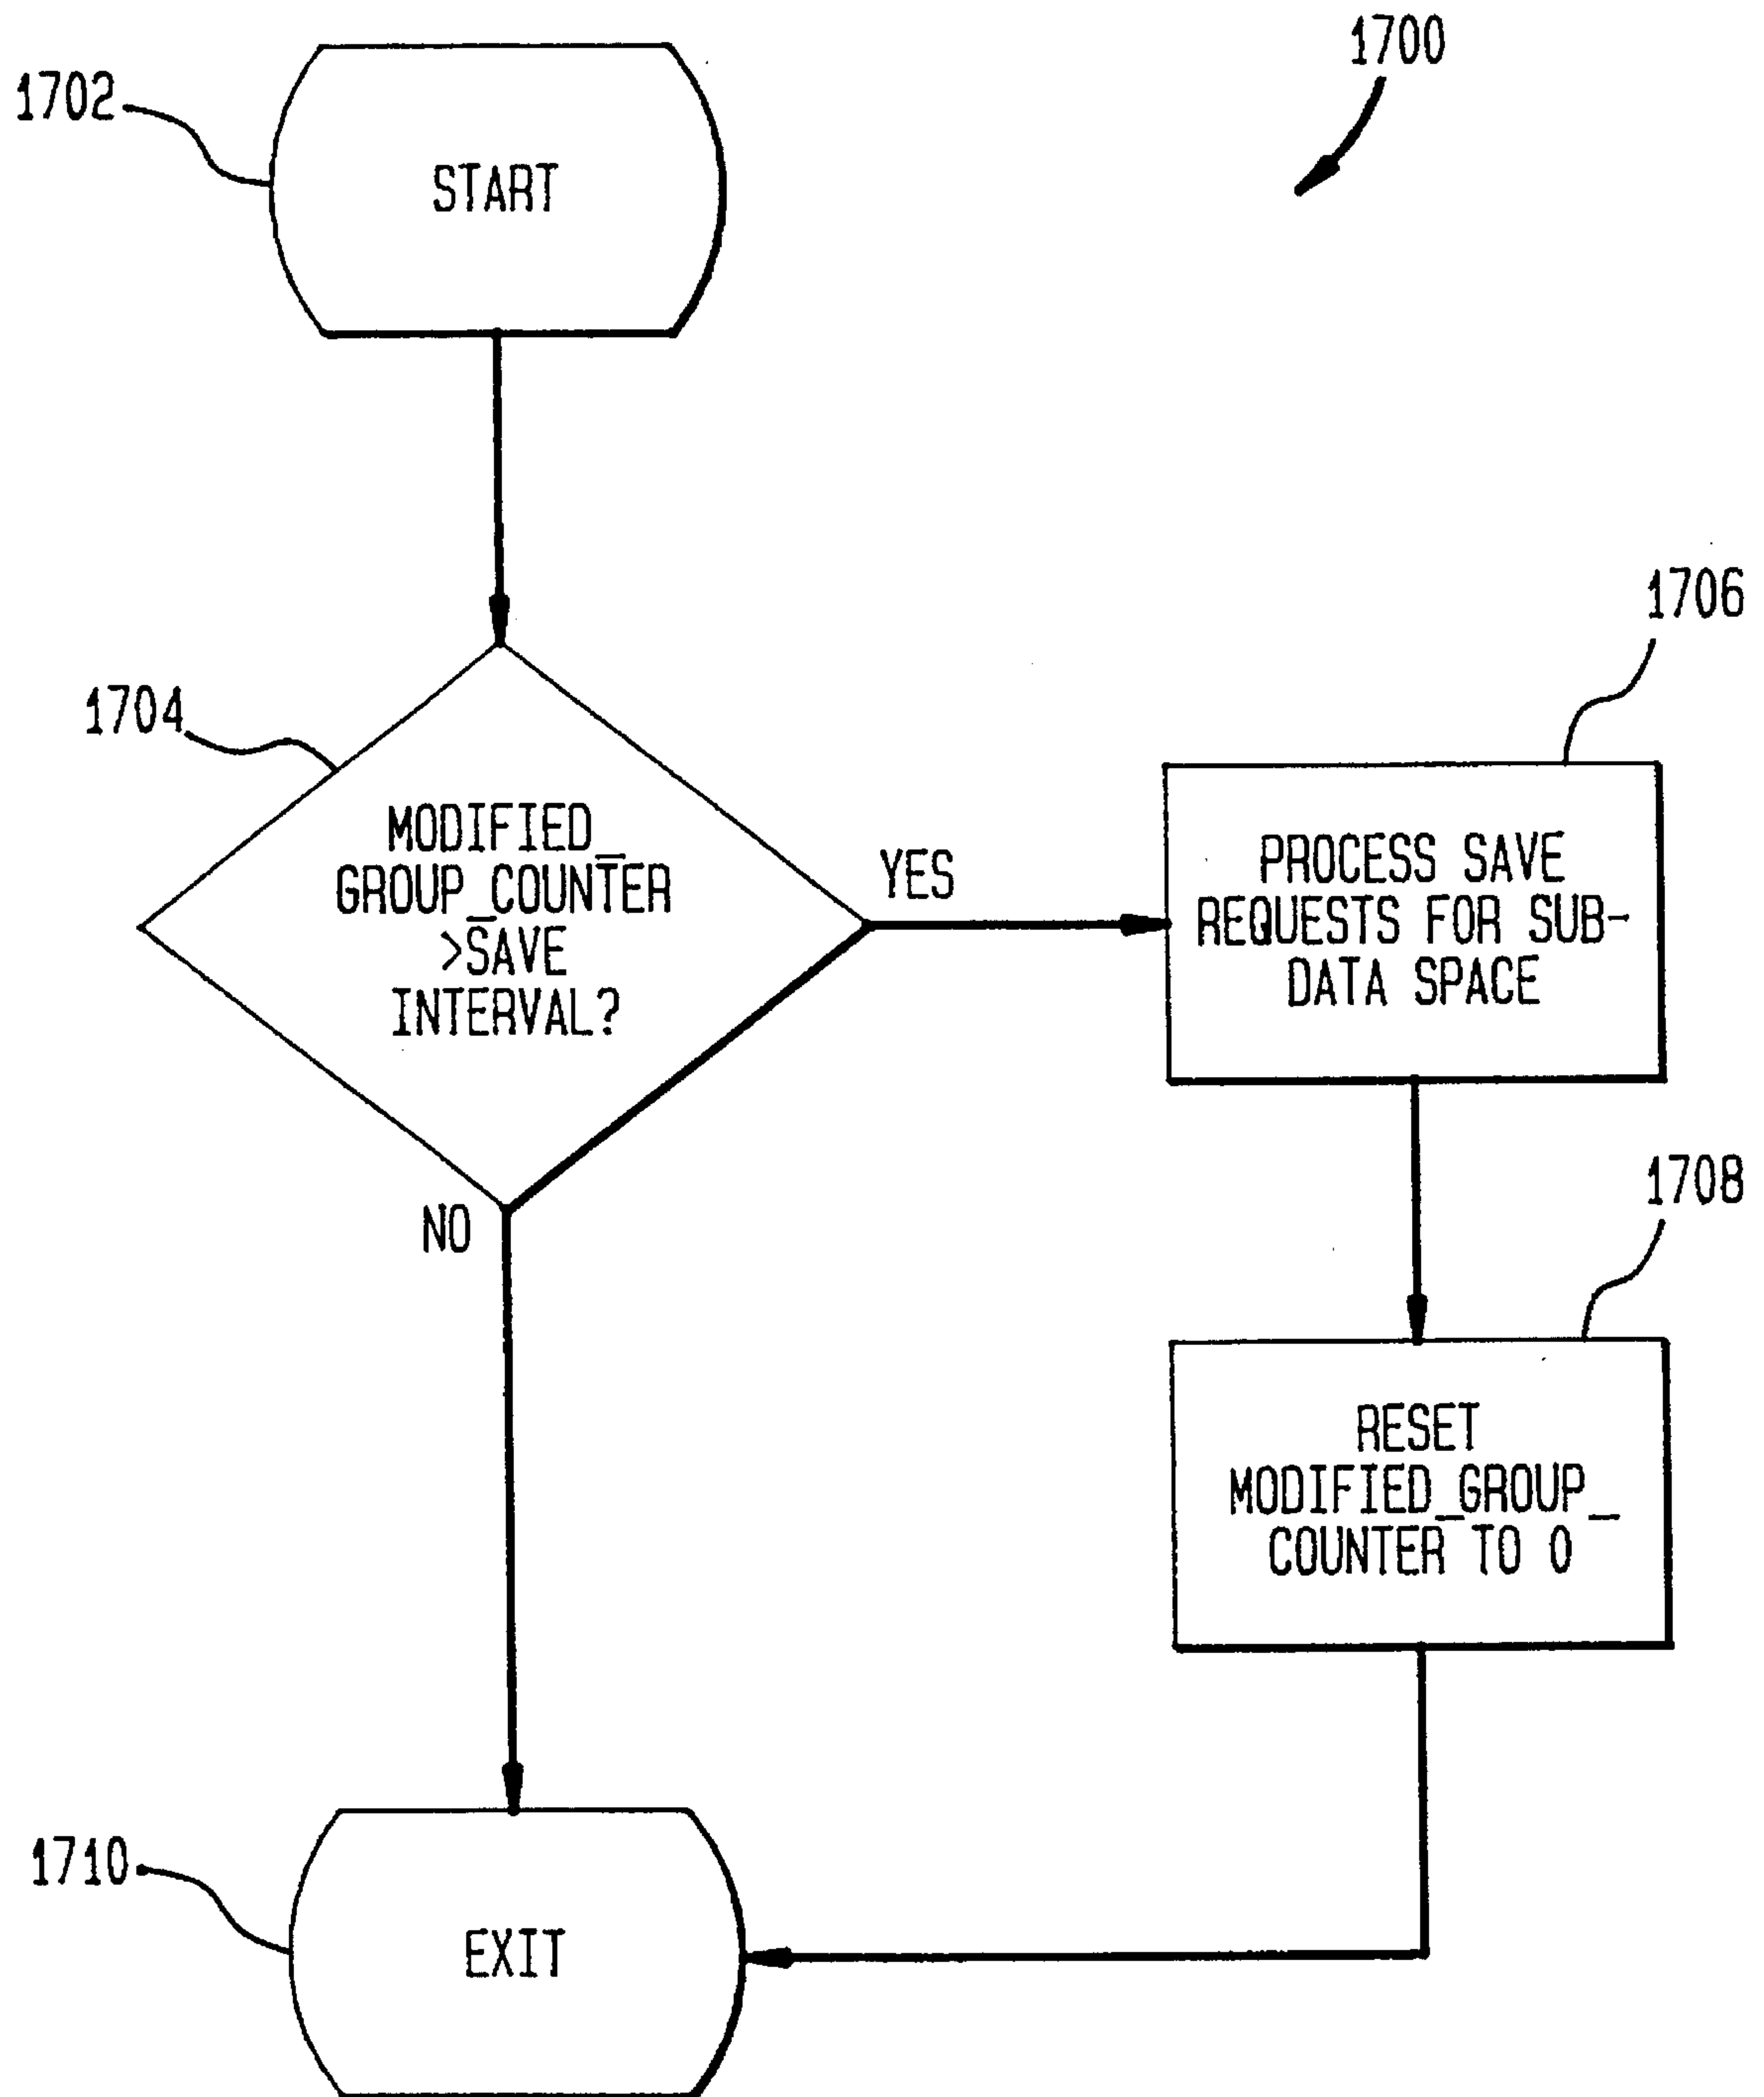 1700
1702
START
1704
MODIFIED_
GROUP_COUNTER
>SAVE
INTERVAL?
YES
NO
1706
PROCESS SAVE
REQUESTS FOR SUB-
DATA SPACE
1708
RESET
MODIFIED_GROUP_
COUNTER TO 0
1710
EXIT